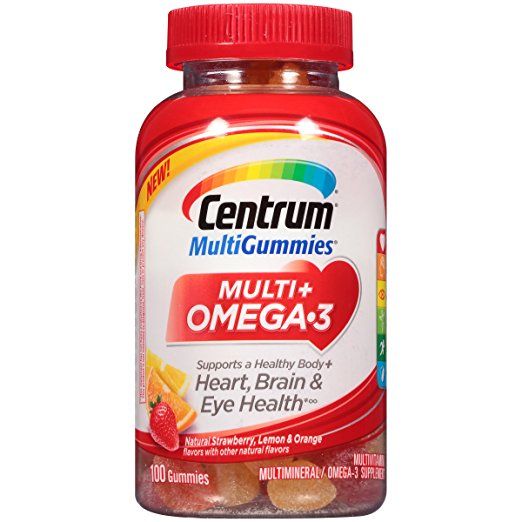 NEW!
Centrum®
MultiGummies®
MULTI+
OMEGA•3
Supports a Healthy Body+
Heart, Brain &
Eye Health*∞
Natural Strawberry, Lemon & Orange
flavors with other natural flavors
100 Gummies
MULTIVITAMIN
MULTIMINERAL / OMEGA-3 SUPPLEMENT